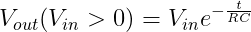 $V_{out}(V_{in} > 0) = V_{in}e^{-\frac{t}{RC}}$